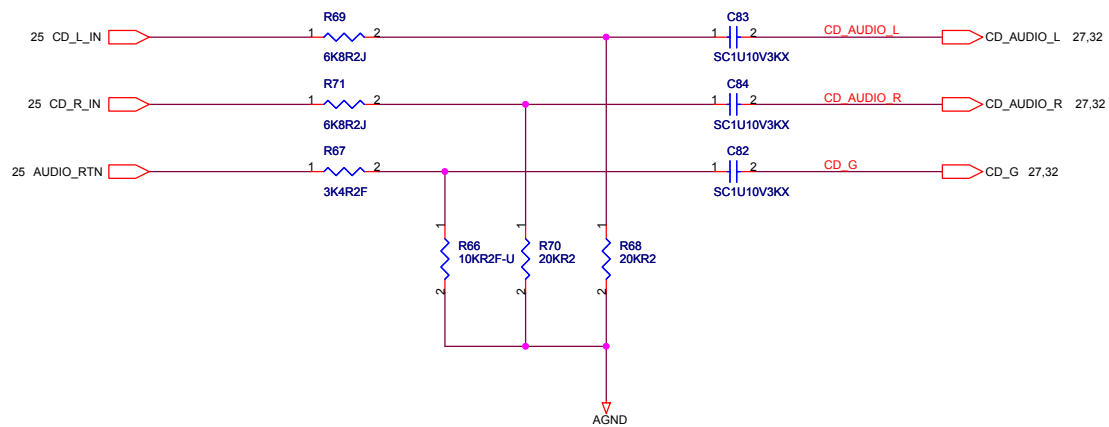 R69
C83
25 CD_L_IN 1 2 1 2 CD_AUDIO_L CD_AUDIO_L 27,32
6K8R2J
SC1U10V3KX
R71
C84
25 CD_R_IN 1 2 1 2 CD_AUDIO_R CD_AUDIO_R 27,32
6K8R2J
SC1U10V3KX
R67
C82
25 AUDIO_RTN 1 2 1 2 CD_G CD_G 27,32
3K4R2F
SC1U10V3KX
1 1 1
R66 R70 R68
10KR2F-U 20KR2 20KR2
2 2 2
AGND